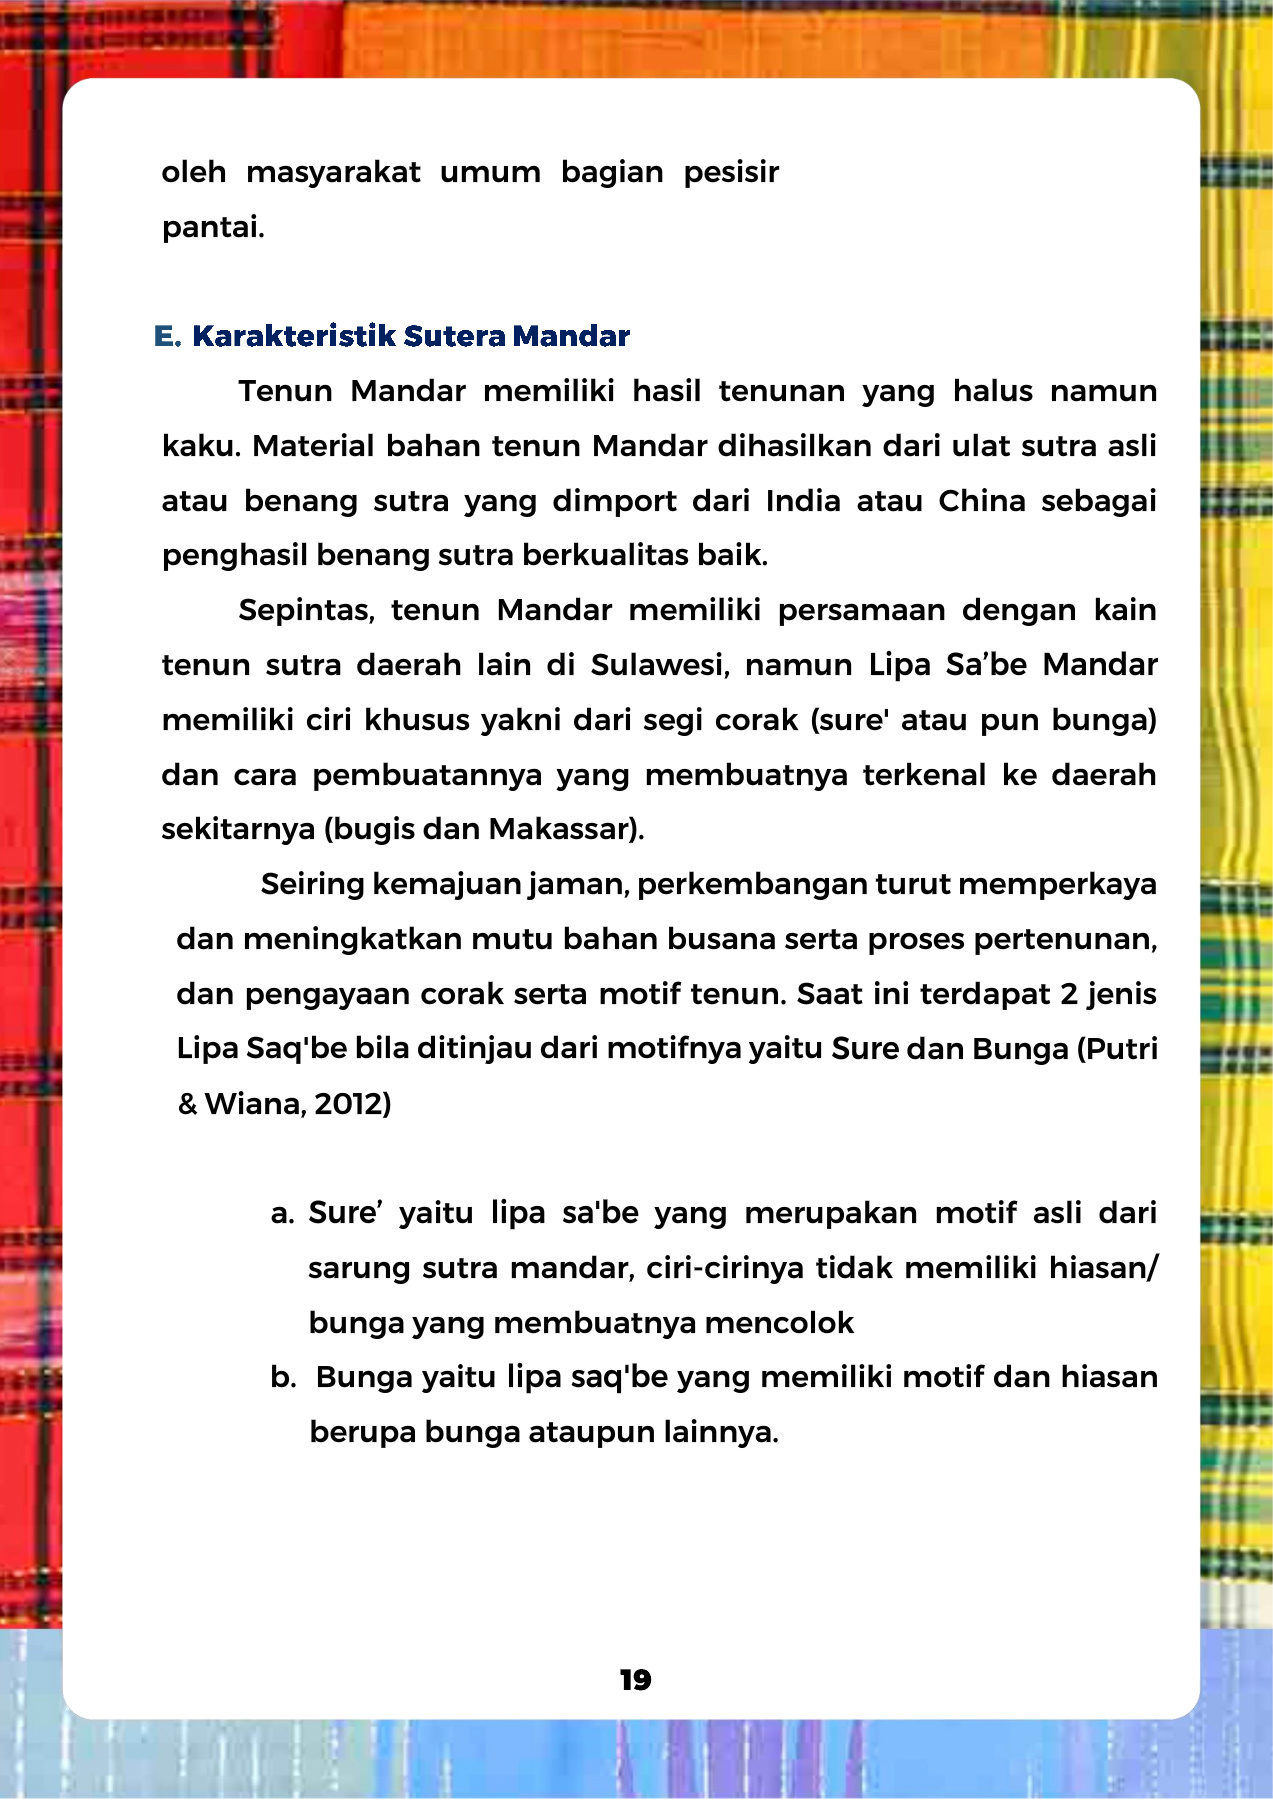 oleh masyarakat umum bagian pesisir
pantai.
E. Karakteristik Sutera Mandar
Tenun Mandar memiliki hasil tenunan yang halus namun
kaku. Material bahan tenun Mandar dihasilkan dari ulat sutra asli
atau benang sutra yang dimport dari India atau China sebagai
penghasil benang sutra berkualitas baik.
Sepintas, tenun Mandar memiliki persamaan dengan kain
tenun sutra daerah lain di Sulawesi, namun Lipa Sa’be Mandar
memiliki ciri khusus yakni dari segi corak (sure' atau pun bunga)
dan cara pembuatannya yang membuatnya terkenal ke daerah
sekitarnya (bugis dan Makassar).
Seiring kemajuan jaman, perkembangan turut memperkaya
dan meningkatkan mutu bahan busana serta proses pertenunan,
dan pengayaan corak serta motif tenun. Saat ini terdapat 2 jenis
Lipa Saq'be bila ditinjau dari motifnya yaitu Sure dan Bunga (Putri
& Wiana, 2012)
a. Sure’ yaitu lipa sa'be yang merupakan motif asli dari
sarung sutra mandar, ciri-cirinya tidak memiliki hiasan/
bunga yang membuatnya mencolok
b. Bunga yaitu lipa saq'be yang memiliki motif dan hiasan
berupa bunga ataupun lainnya.
19